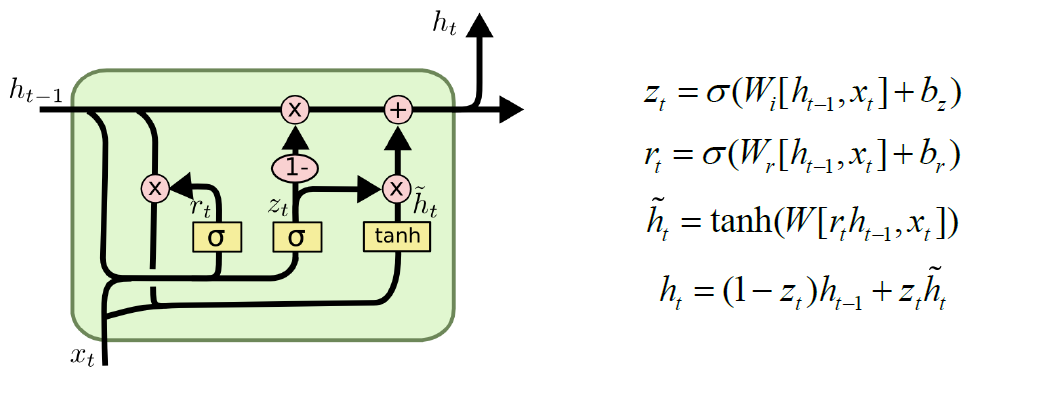 h_t
h_{t-1}
x
+
1-
x
x
r_t
z_t
h̃_t
σ
σ
tanh
x_t
z_t = σ(W_i[h_{t-1}, x_t] + b_z)
r_t = σ(W_r[h_{t-1}, x_t] + b_r)
h̃_t = tanh(W[r_t h_{t-1}, x_t])
h_t = (1 − z_t)h_{t-1} + z_t h̃_t